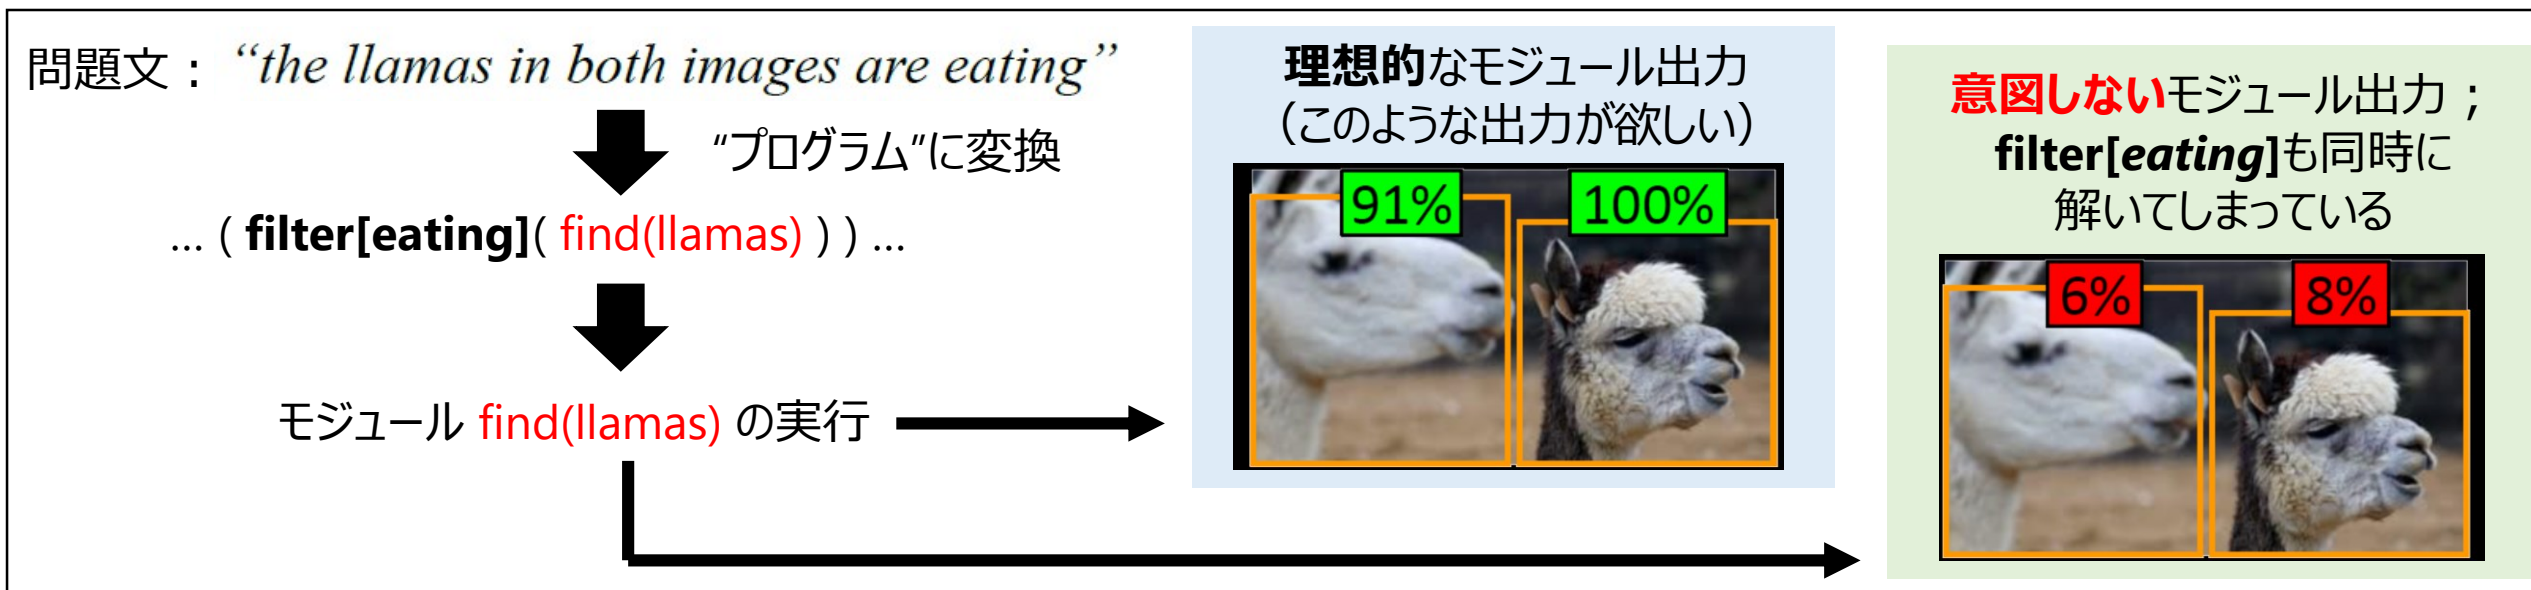 問題文： “the llamas in both images are eating”
“プログラム”に変換
... ( filter[eating]( find(llamas) ) ) ...
モジュール find(llamas) の実行
理想的なモジュール出力
（このような出力が欲しい）
91% 100%
意図しないモジュール出力；
filter[eating]も同時に
解いてしまっている
6% 8%